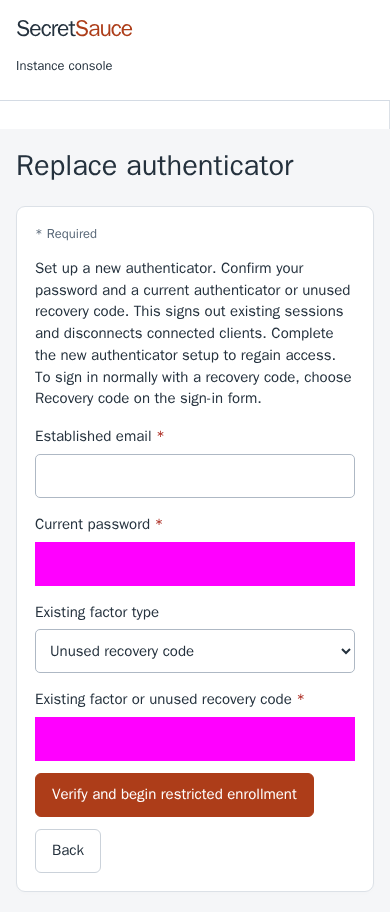 SecretSauce
Instance console
Replace authenticator
* Required
Set up a new authenticator. Confirm your
password and a current authenticator or unused
recovery code. This signs out existing sessions
and disconnects connected clients. Complete
the new authenticator setup to regain access.
To sign in normally with a recovery code, choose
Recovery code on the sign-in form.
Established email *
Current password *
Existing factor type
Unused recovery code
Existing factor or unused recovery code *
Verify and begin restricted enrollment
Back